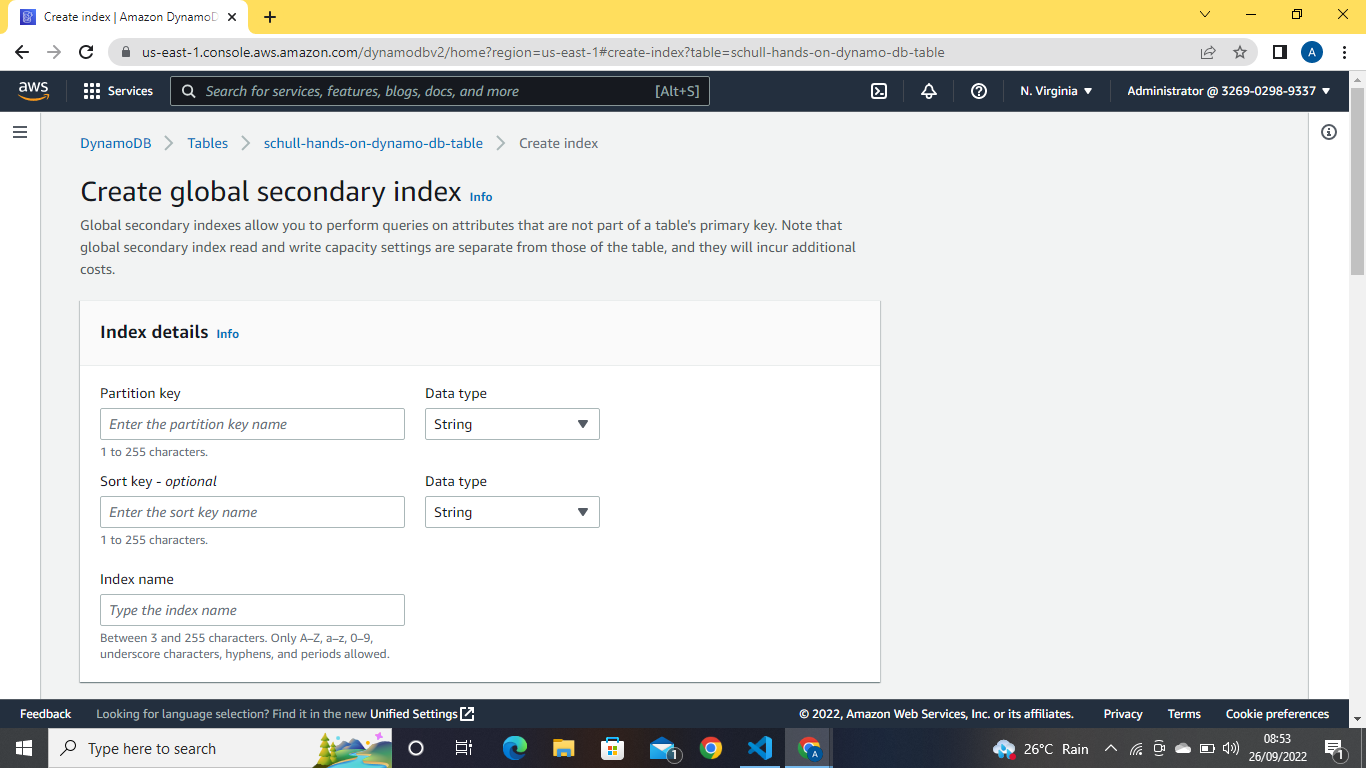 Create index | Amazon DynamoD
us-east-1.console.aws.amazon.com/dynamodbv2/home?region=us-east-1#create-index?table=schull-hands-on-dynamo-db-table
A
aws
Services
Search for services, features, blogs, docs, and more
[Alt+S]
N. Virginia
Administrator @ 3269-0298-9337
DynamoDB
Tables
schull-hands-on-dynamo-db-table
Create index
Create global secondary index Info
Global secondary indexes allow you to perform queries on attributes that are not part of a table's primary key. Note that
global secondary index read and write capacity settings are separate from those of the table, and they will incur additional
costs.
Index details Info
Partition key
Data type
Enter the partition key name
String
1 to 255 characters.
Sort key - optional
Data type
Enter the sort key name
String
1 to 255 characters.
Index name
Type the index name
Between 3 and 255 characters. Only A–Z, a–z, 0–9,
underscore characters, hyphens, and periods allowed.
Feedback
Looking for language selection? Find it in the new Unified Settings
© 2022, Amazon Web Services, Inc. or its affiliates.
Privacy
Terms
Cookie preferences
Type here to search
1
A
26°C Rain
08:53
26/09/2022
1